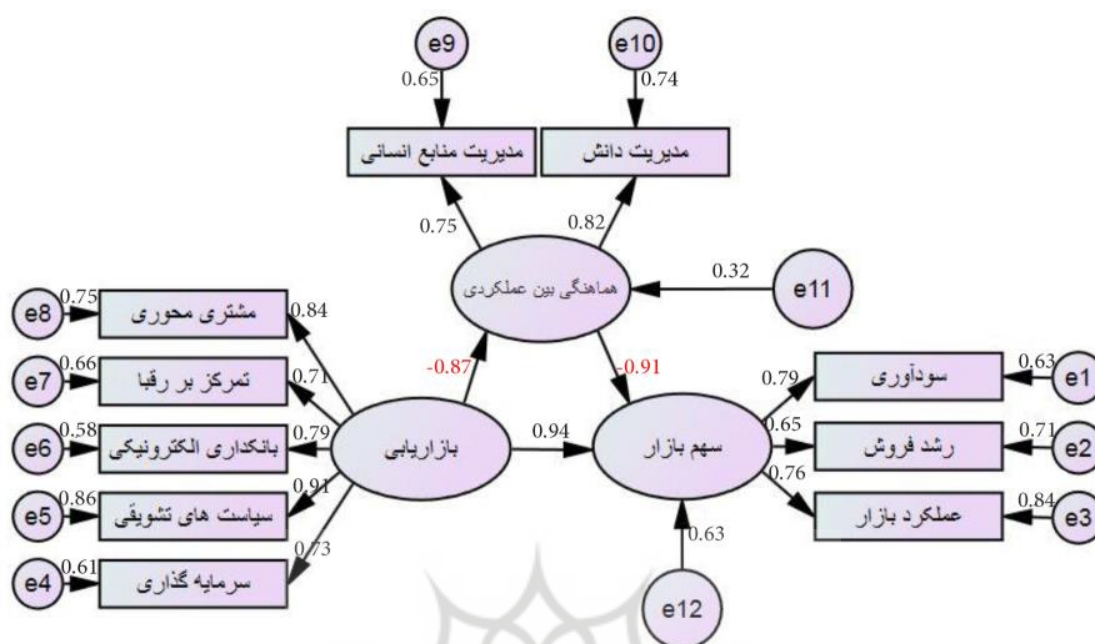 e9
e10
0.65
0.74
مدیریت منابع انسانی
مدیریت دانش
0.75
0.82
هماهنگی بین عملکردی
0.32
e11
e8
0.75
مشتری محوری
0.84
e7
0.66
تمرکز بر رقبا
0.71
e6
0.58
بانکداری الکترونیکی
0.79
e5
0.86
سیاست های تشویقی
0.91
e4
0.61
سرمایه گذاری
0.73
-0.87
-0.91
بازاریابی
0.94
سهم بازار
0.79
سودآوری
0.63
e1
0.65
رشد فروش
0.71
e2
0.76
عملکرد بازار
0.84
e3
0.63
e12